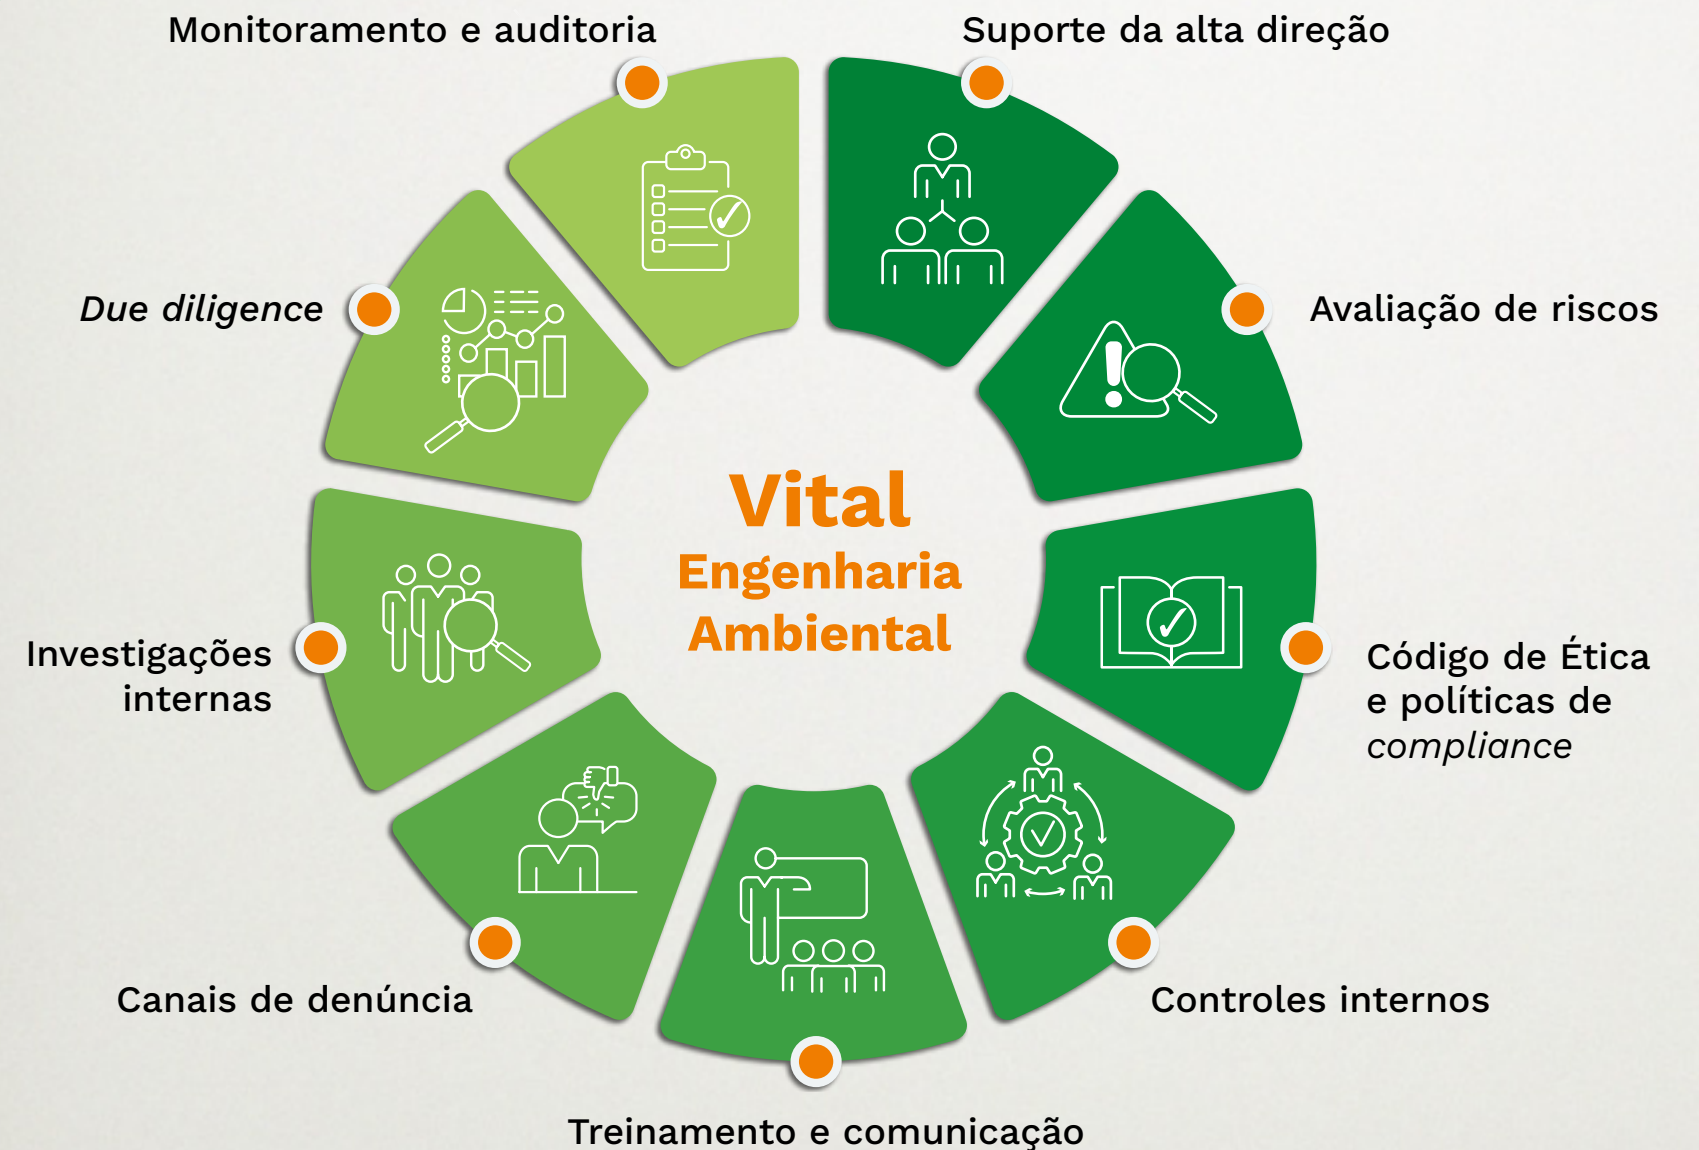 Monitoramento e auditoria
Suporte da alta direção
Due diligence
Avaliação de riscos
Vital
Engenharia
Ambiental
Investigações
internas
Código de Ética
e políticas de
compliance
Canais de denúncia
Controles internos
Treinamento e comunicação